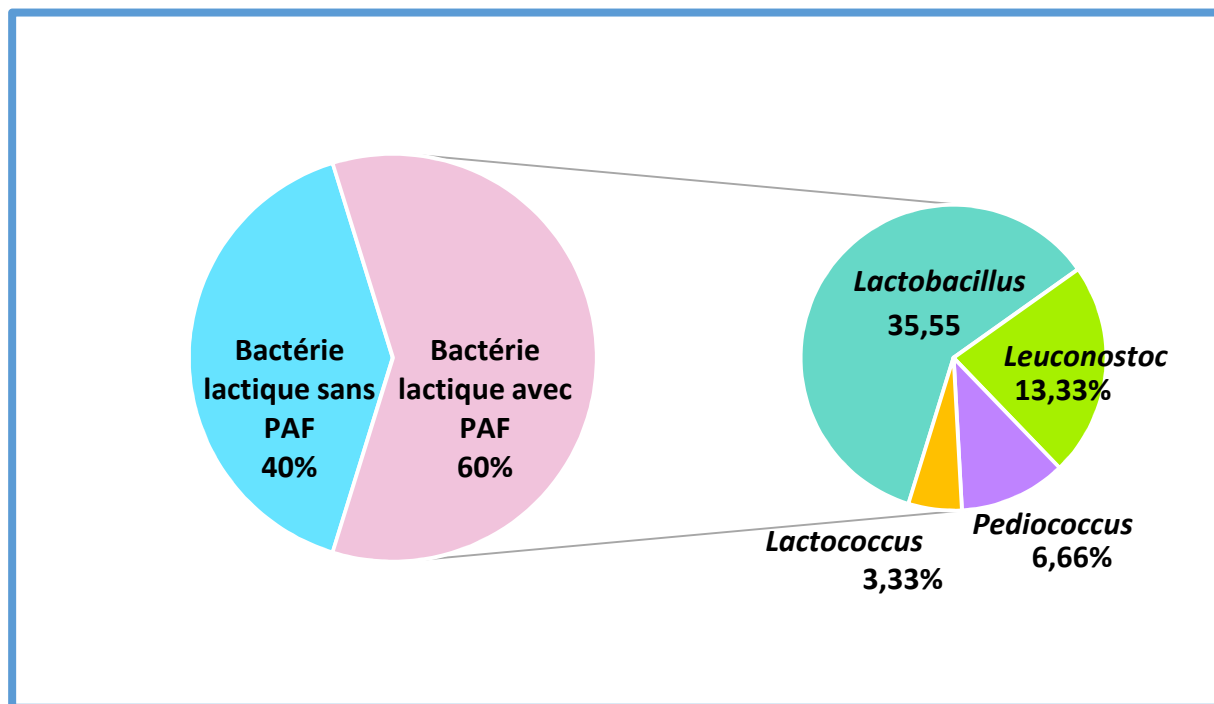 Bactérie
lactique sans
PAF
40%
Bactérie
lactique avec
PAF
60%
Lactobacillus
35,55
Leuconostoc
13,33%
Pediococcus
6,66%
Lactococcus
3,33%